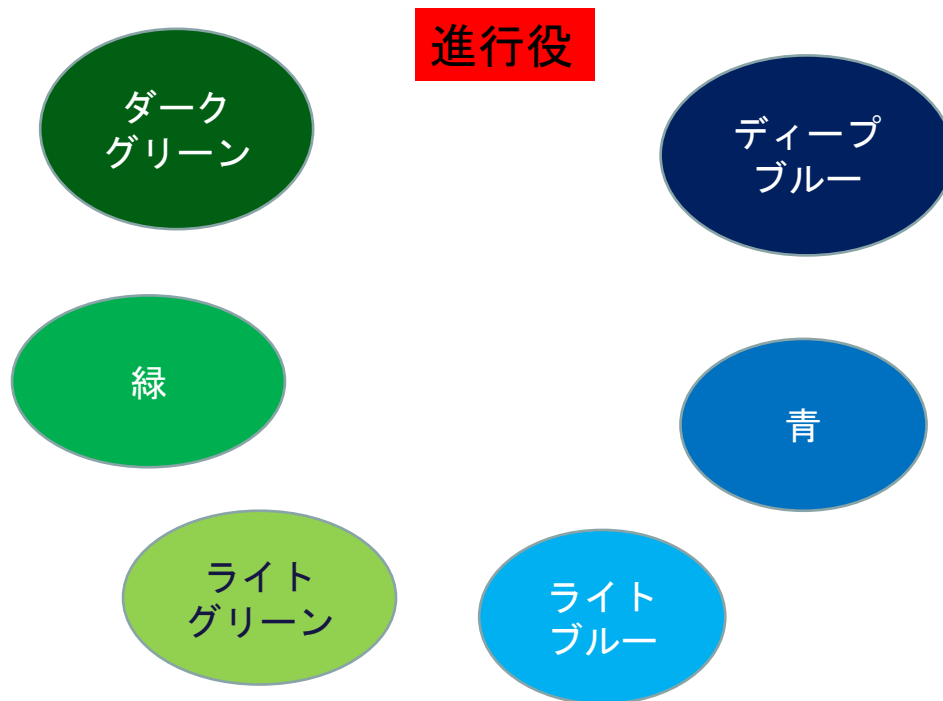 進行役
ダーク
グリーン
ディープ
ブルー
緑
青
ライト
グリーン
ライト
ブルー